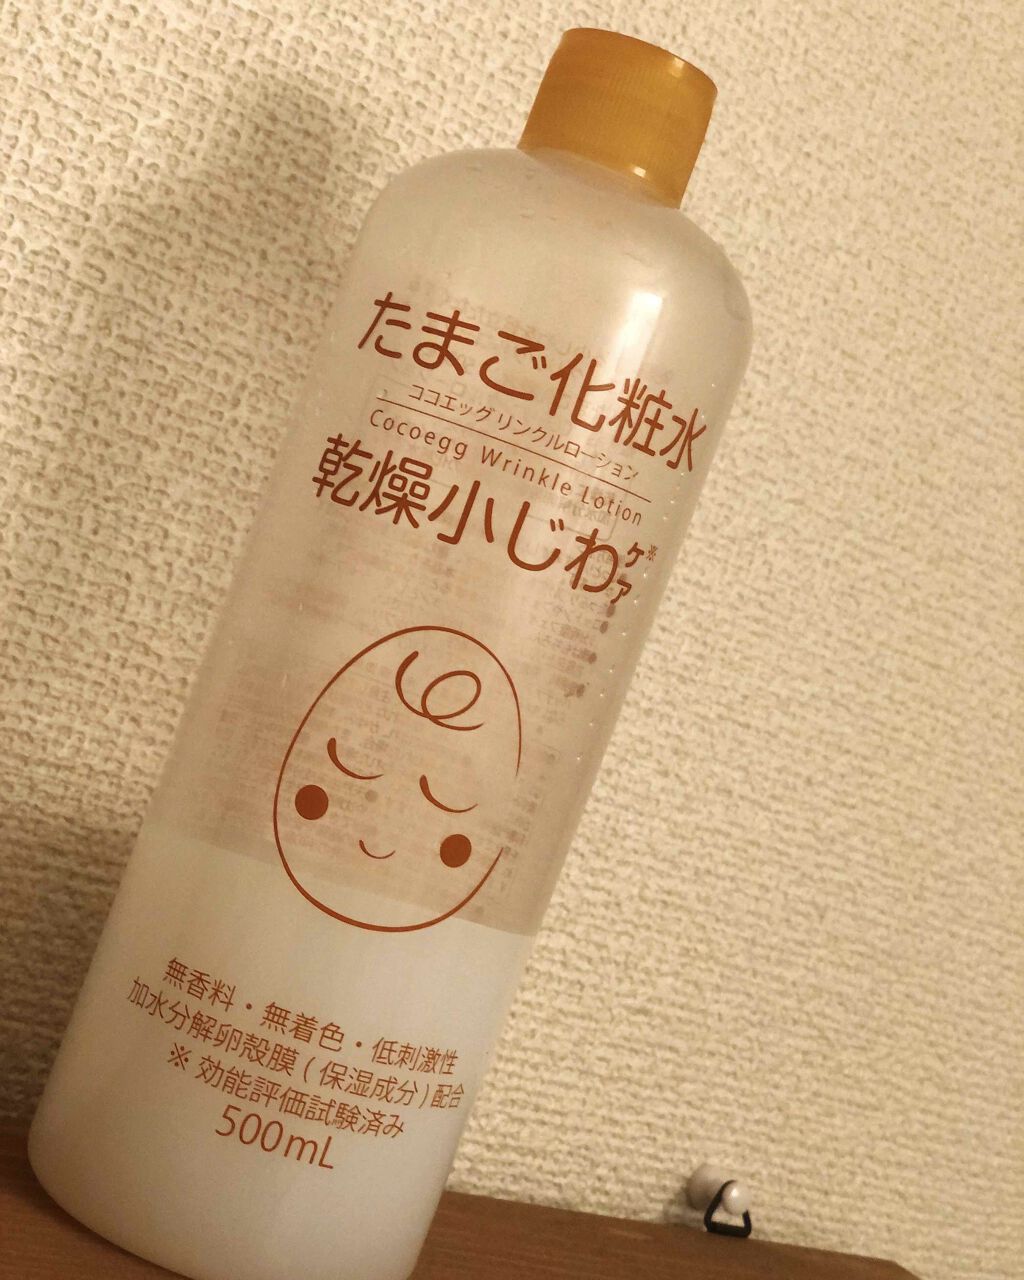 たまご化粧水
ココエッグ リンクルローション
Cocoegg Wrinkle Lotion
乾燥小じわケア※
無香料・無着色・低刺激性
加水分解卵殻膜(保湿成分)配合
※ 効能評価試験済み
500mL